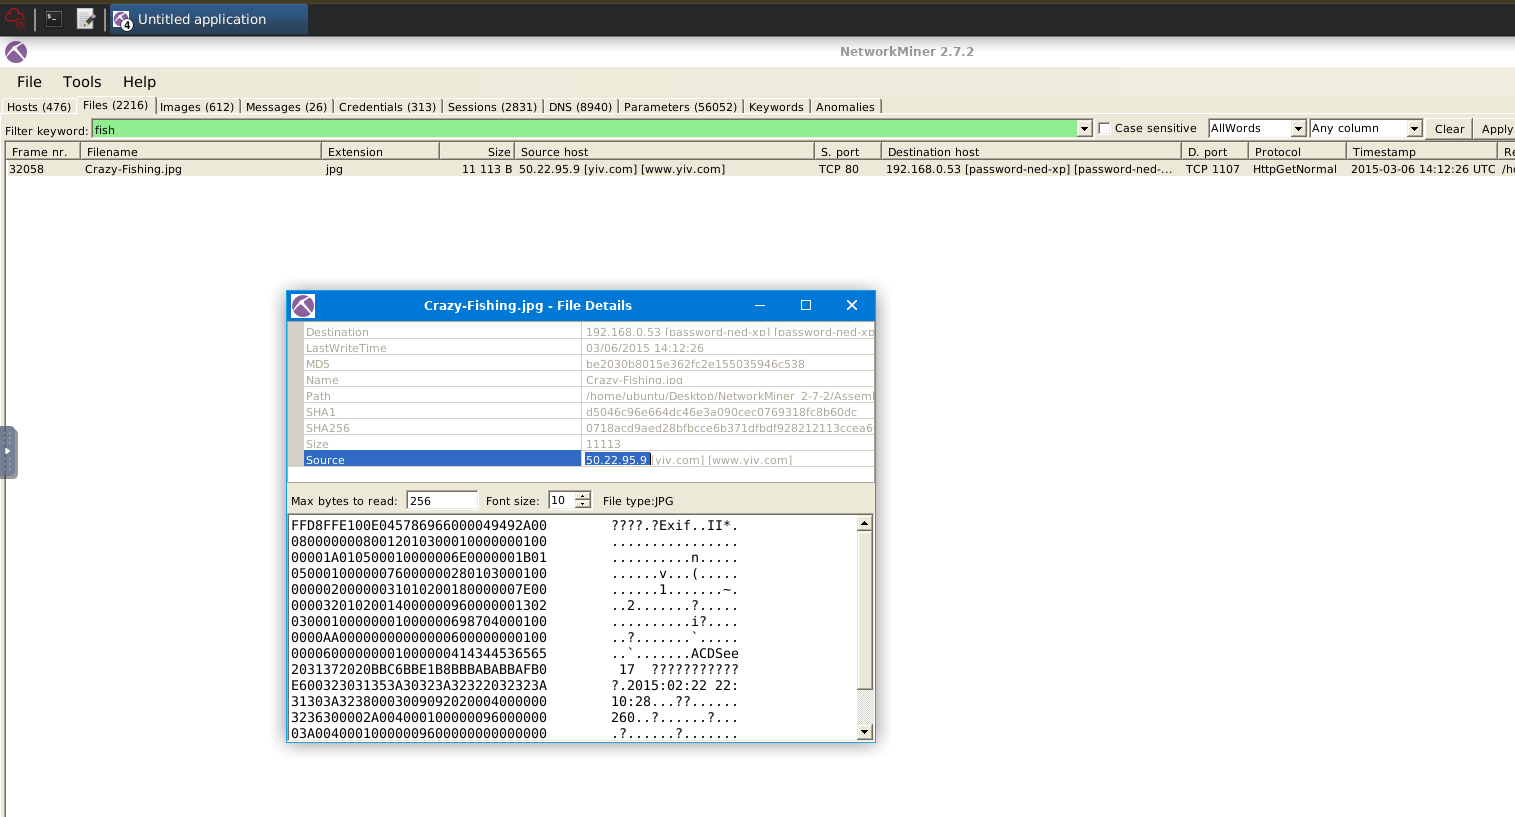 4 Untitled application
NetworkMiner 2.7.2
File Tools Help
Hosts (476) Files (2216) Images (612) Messages (26) Credentials (313) Sessions (2831) DNS (8940) Parameters (56052) Keywords Anomalies
Filter keyword: fish Case sensitive AllWords Any column Clear Apply
Frame nr. Filename Extension Size Source host S. port Destination host D. port Protocol Timestamp Re
32058 Crazy-Fishing.jpg jpg 11 113 B 50.22.95.9 [yiv.com] [www.yiv.com] TCP 80 192.168.0.53 [password-ned-xp] [password-ned-... TCP 1107 HttpGetNormal 2015-03-06 14:12:26 UTC /h
Crazy-Fishing.jpg - File Details
Destination 192.168.0.53 [password-ned-xp] [password-ned-xp
LastWriteTime 03/06/2015 14:12:26
MD5 be2030b8015e362fc2e155035946c538
Name Crazy-Fishing.jpg
Path /home/ubuntu/Desktop/NetworkMiner_2-7-2/Assem
SHA1 d5046c96e664dc46e3a090cec0769318fc8b60dc
SHA256 0718acd9aed28bfbcce6b371dfbdf928212113ccea6
Size 11113
Source 50.22.95.9 [yiv.com] [www.yiv.com]
Max bytes to read: 256 Font size: 10 File type:JPG
FFD8FFE100E045786966000049492A00 ????.?Exif..II*.
08000000080012010300010000000100 ................
00001A010500010000006E0000001B01 ..........n.....
05000100000076000000280103000100 ......v...(.....
00000200000031010200180000007E00 ......1.......~.
00003201020014000000960000001302 ..2.......?.....
03000100000001000000698704000100 ..........i?....
0000AA00000000000000600000000100 ..?.......`.....
00006000000001000000414344536565 ..`.......ACDSee
2031372020BBC6BBE1B8BBBABABBAFB0 17 ???????????
E600323031353A30323A32322032323A ?.2015:02:22 22:
31303A32380003009092020004000000 10:28...??......
3236300002A004000100000096000000 260..?......?...
03A00400010000009600000000000000 .?......?.......